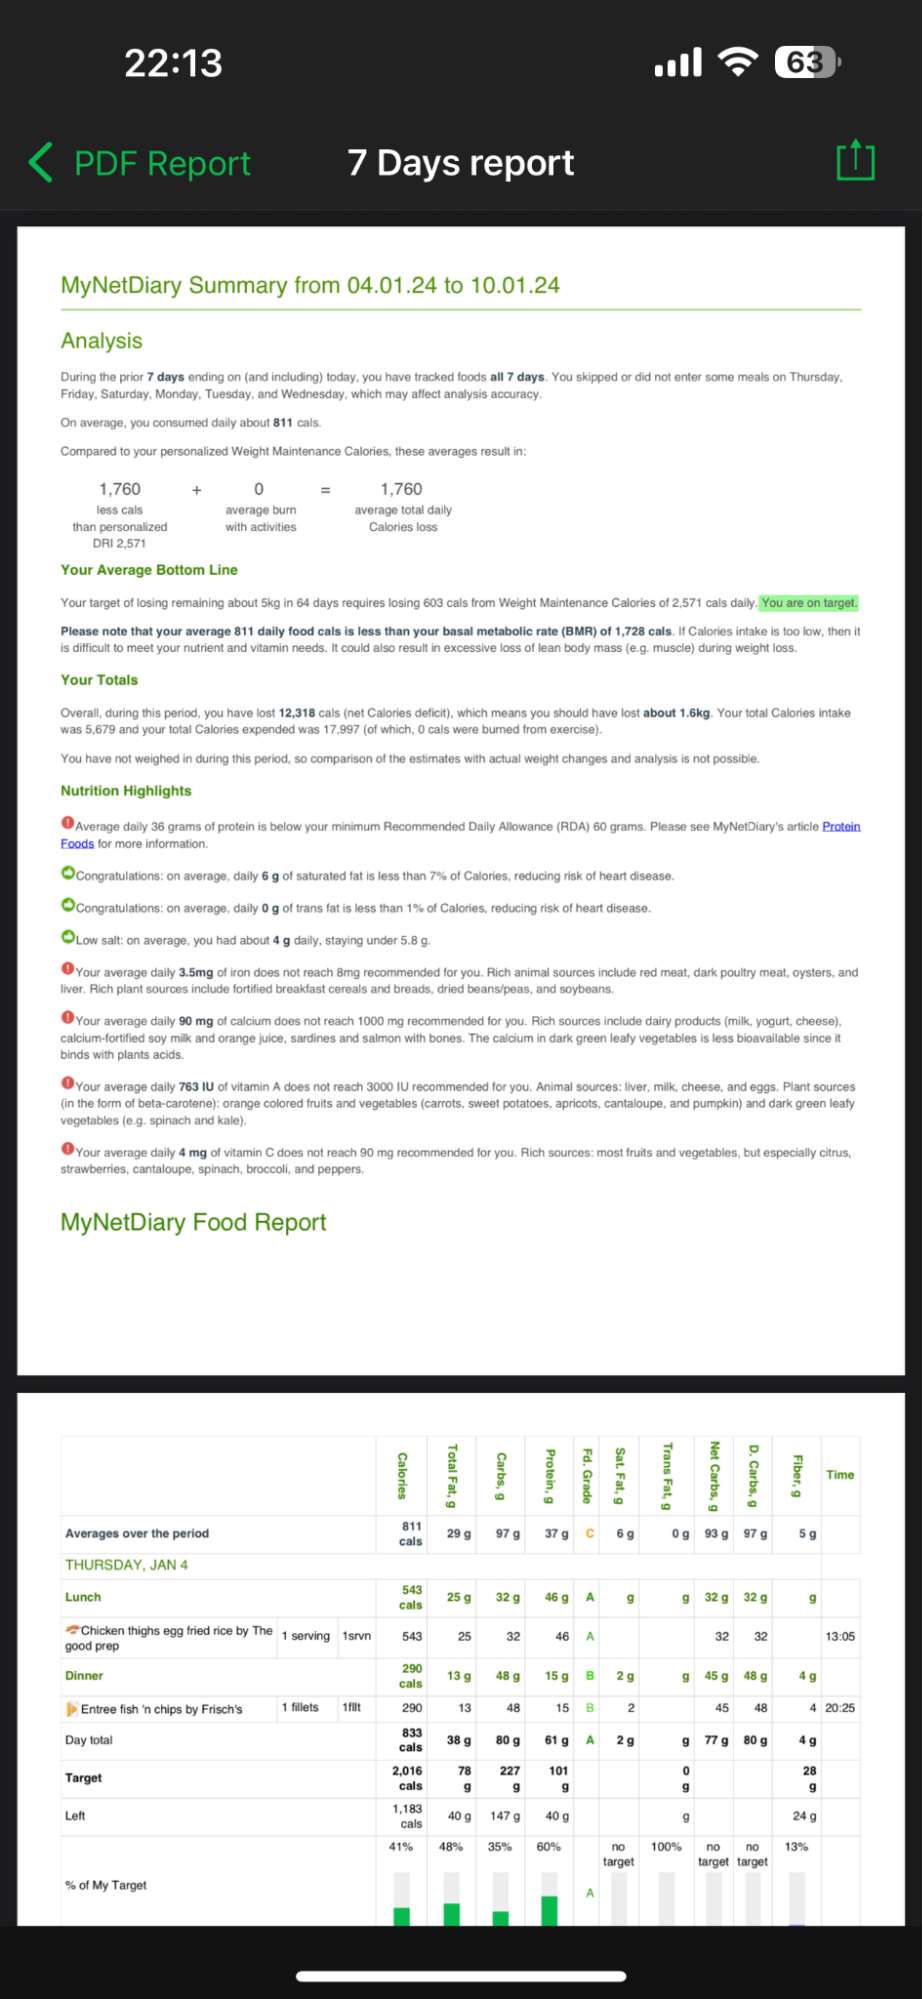 22:13
63
PDF Report
7 Days report
MyNetDiary Summary from 04.01.24 to 10.01.24
Analysis
During the prior 7 days ending on (and including) today, you have tracked foods all 7 days. You skipped or did not enter some meals on Thursday,
Friday, Saturday, Monday, Tuesday, and Wednesday, which may affect analysis accuracy.
On average, you consumed daily about 811 cals.
Compared to your personalized Weight Maintenance Calories, these averages result in:
1,760 + 0 = 1,760
less cals average burn average total daily
than personalized with activities Calories loss
DRI 2,571
Your Average Bottom Line
Your target of losing remaining about 5kg in 64 days requires losing 603 cals from Weight Maintenance Calories of 2,571 cals daily. You are on target.
Please note that your average 811 daily food cals is less than your basal metabolic rate (BMR) of 1,728 cals. If Calories intake is too low, then it
is difficult to meet your nutrient and vitamin needs. It could also result in excessive loss of lean body mass (e.g. muscle) during weight loss.
Your Totals
Overall, during this period, you have lost 12,318 cals (net Calories deficit), which means you should have lost about 1.6kg. Your total Calories intake
was 5,679 and your total Calories expended was 17,997 (of which, 0 cals were burned from exercise).
You have not weighed in during this period, so comparison of the estimates with actual weight changes and analysis is not possible.
Nutrition Highlights
Average daily 36 grams of protein is below your minimum Recommended Daily Allowance (RDA) 60 grams. Please see MyNetDiary's article Protein
Foods for more information.
Congratulations: on average, daily 6 g of saturated fat is less than 7% of Calories, reducing risk of heart disease.
Congratulations: on average, daily 0 g of trans fat is less than 1% of Calories, reducing risk of heart disease.
Low salt: on average, you had about 4 g daily, staying under 5.8 g.
Your average daily 3.5mg of iron does not reach 8mg recommended for you. Rich animal sources include red meat, dark poultry meat, oysters, and
liver. Rich plant sources include fortified breakfast cereals and breads, dried beans/peas, and soybeans.
Your average daily 90 mg of calcium does not reach 1000 mg recommended for you. Rich sources include dairy products (milk, yogurt, cheese),
calcium-fortified soy milk and orange juice, sardines and salmon with bones. The calcium in dark green leafy vegetables is less bioavailable since it
binds with plants acids.
Your average daily 763 IU of vitamin A does not reach 3000 IU recommended for you. Animal sources: liver, milk, cheese, and eggs. Plant sources
(in the form of beta-carotene): orange colored fruits and vegetables (carrots, sweet potatoes, apricots, cantaloupe, and pumpkin) and dark green leafy
vegetables (e.g. spinach and kale).
Your average daily 4 mg of vitamin C does not reach 90 mg recommended for you. Rich sources: most fruits and vegetables, but especially citrus,
strawberries, cantaloupe, spinach, broccoli, and peppers.
MyNetDiary Food Report
Calories Total Fat, g Carbs, g Protein, g Fd. Grade Sat. Fat, g Trans Fat, g Net Carbs, g D. Carbs, g Fiber, g Time
Averages over the period 811 cals 29 g 97 g 37 g C 6 g 0 g 93 g 97 g 5 g
THURSDAY, JAN 4
Lunch 543 cals 25 g 32 g 46 g A g g 32 g 32 g g
Chicken thighs egg fried rice by The good prep 1 serving 1srvn 543 25 32 46 A 32 32 13:05
Dinner 290 cals 13 g 48 g 15 g B 2 g g 45 g 48 g 4 g
Entree fish 'n chips by Frisch's 1 fillets 1fllt 290 13 48 15 B 2 45 48 4 20:25
Day total 833 cals 38 g 80 g 61 g A 2 g g 77 g 80 g 4 g
Target 2,016 cals 78 g 227 g 101 g 0 g 28 g
Left 1,183 cals 40 g 147 g 40 g g 24 g
% of My Target 41% 48% 35% 60% A no target 100% no target no target 13%